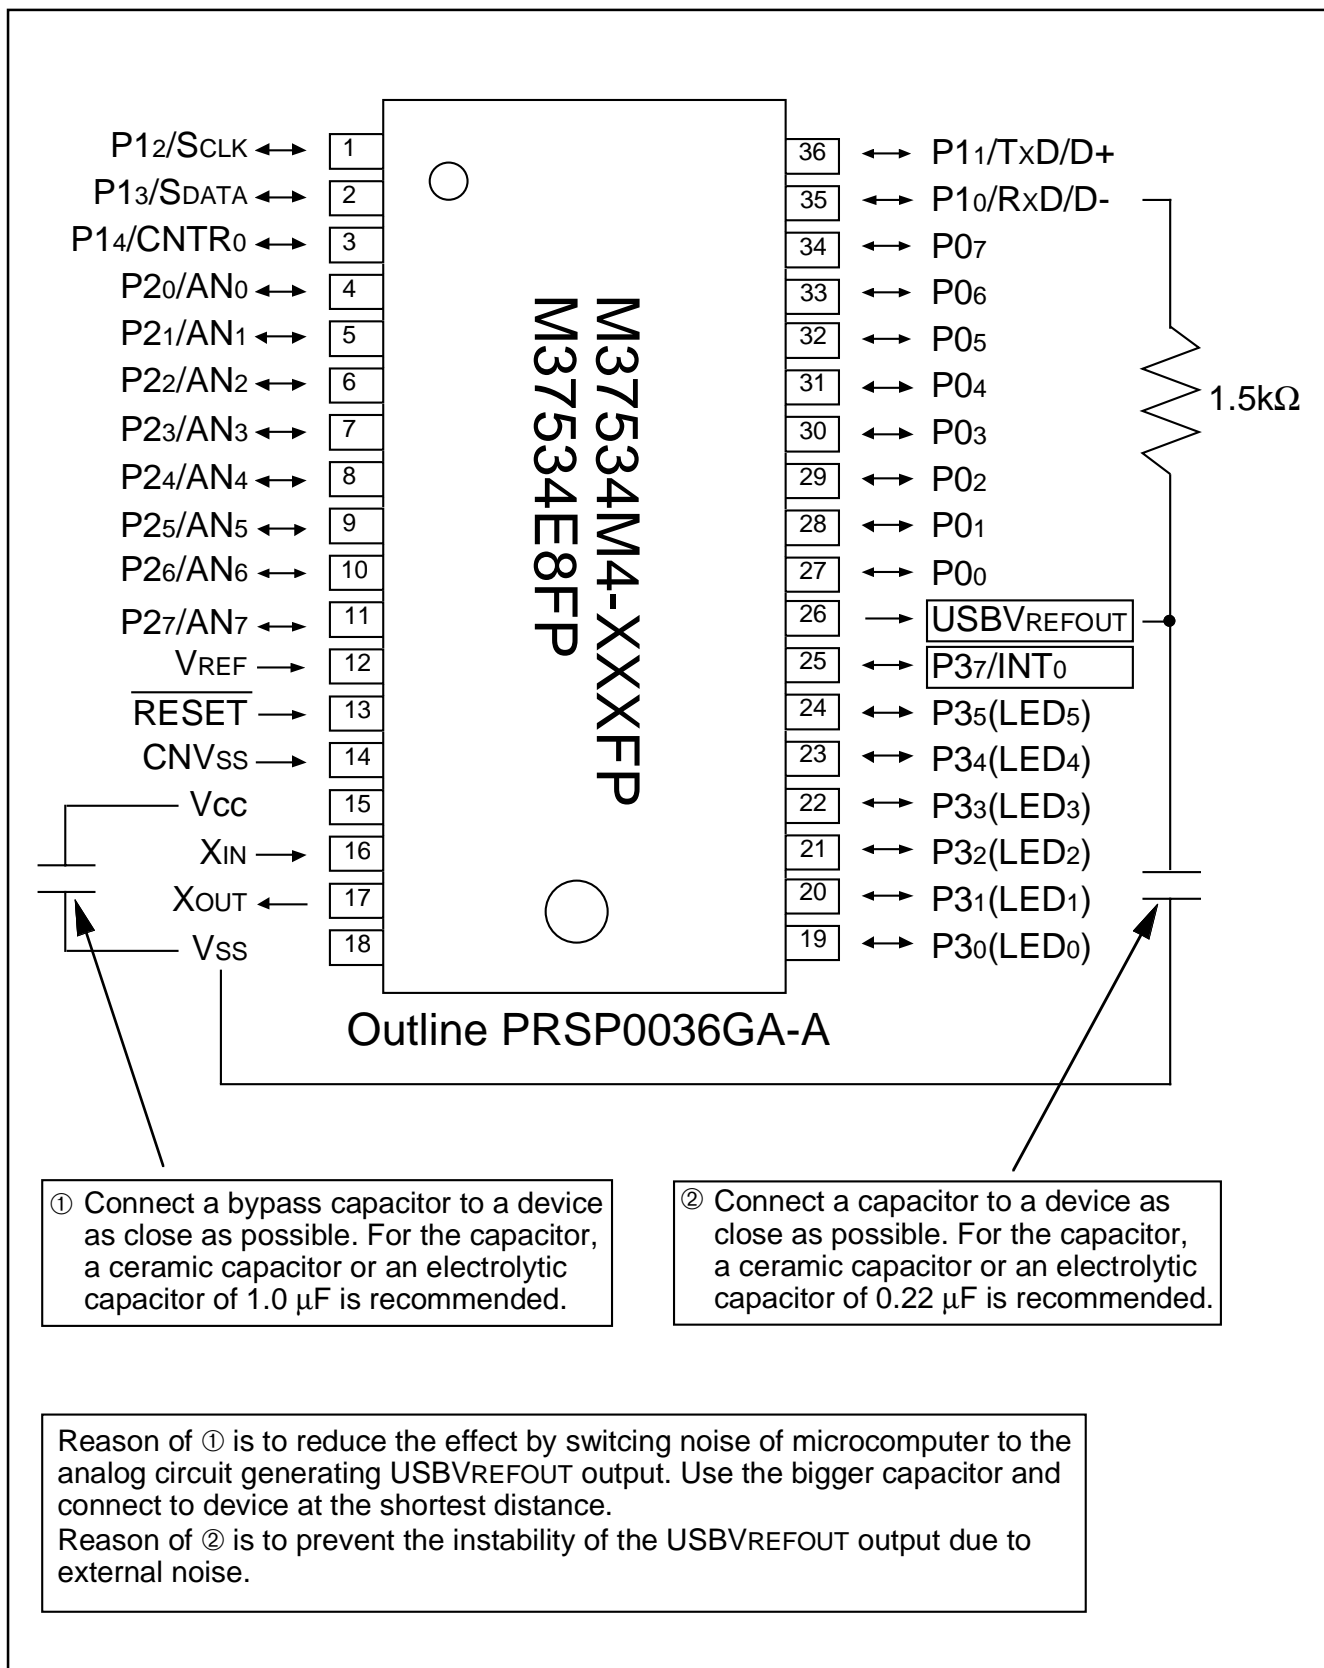 P12/SCLK 1
P13/SDATA 2
P14/CNTR0 3
P20/AN0 4
P21/AN1 5
P22/AN2 6
P23/AN3 7
P24/AN4 8
P25/AN5 9
P26/AN6 10
P27/AN7 11
VREF 12
RESET 13
CNVSS 14
Vcc 15
XIN 16
XOUT 17
VSS 18
M37534M4-XXXFP
M37534E8FP
36 P11/TXD/D+
35 P10/RXD/D-
34 P07
33 P06
32 P05
31 P04
30 P03
29 P02
28 P01
27 P00
26 USBVREFOUT
25 P37/INT0
24 P35(LED5)
23 P34(LED4)
22 P33(LED3)
21 P32(LED2)
20 P31(LED1)
19 P30(LED0)
1.5kΩ
Outline PRSP0036GA-A
① Connect a bypass capacitor to a device
as close as possible. For the capacitor,
a ceramic capacitor or an electrolytic
capacitor of 1.0 μF is recommended.
② Connect a capacitor to a device as
close as possible. For the capacitor,
a ceramic capacitor or an electrolytic
capacitor of 0.22 μF is recommended.
Reason of ① is to reduce the effect by switcing noise of microcomputer to the
analog circuit generating USBVREFOUT output. Use the bigger capacitor and
connect to device at the shortest distance.
Reason of ② is to prevent the instability of the USBVREFOUT output due to
external noise.